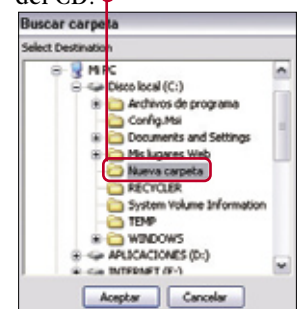 del CD.
Buscar carpeta
Select Destination
Mi PC
Disco local (C:)
Archivos de programa
Config.Msi
Documents and Settings
Mis lugares Web
Nueva carpeta
RECYCLER
System Volume Information
TEMP
WINDOWS
APLICACIONES (D:)
INTERNET (E:)
Aceptar
Cancelar